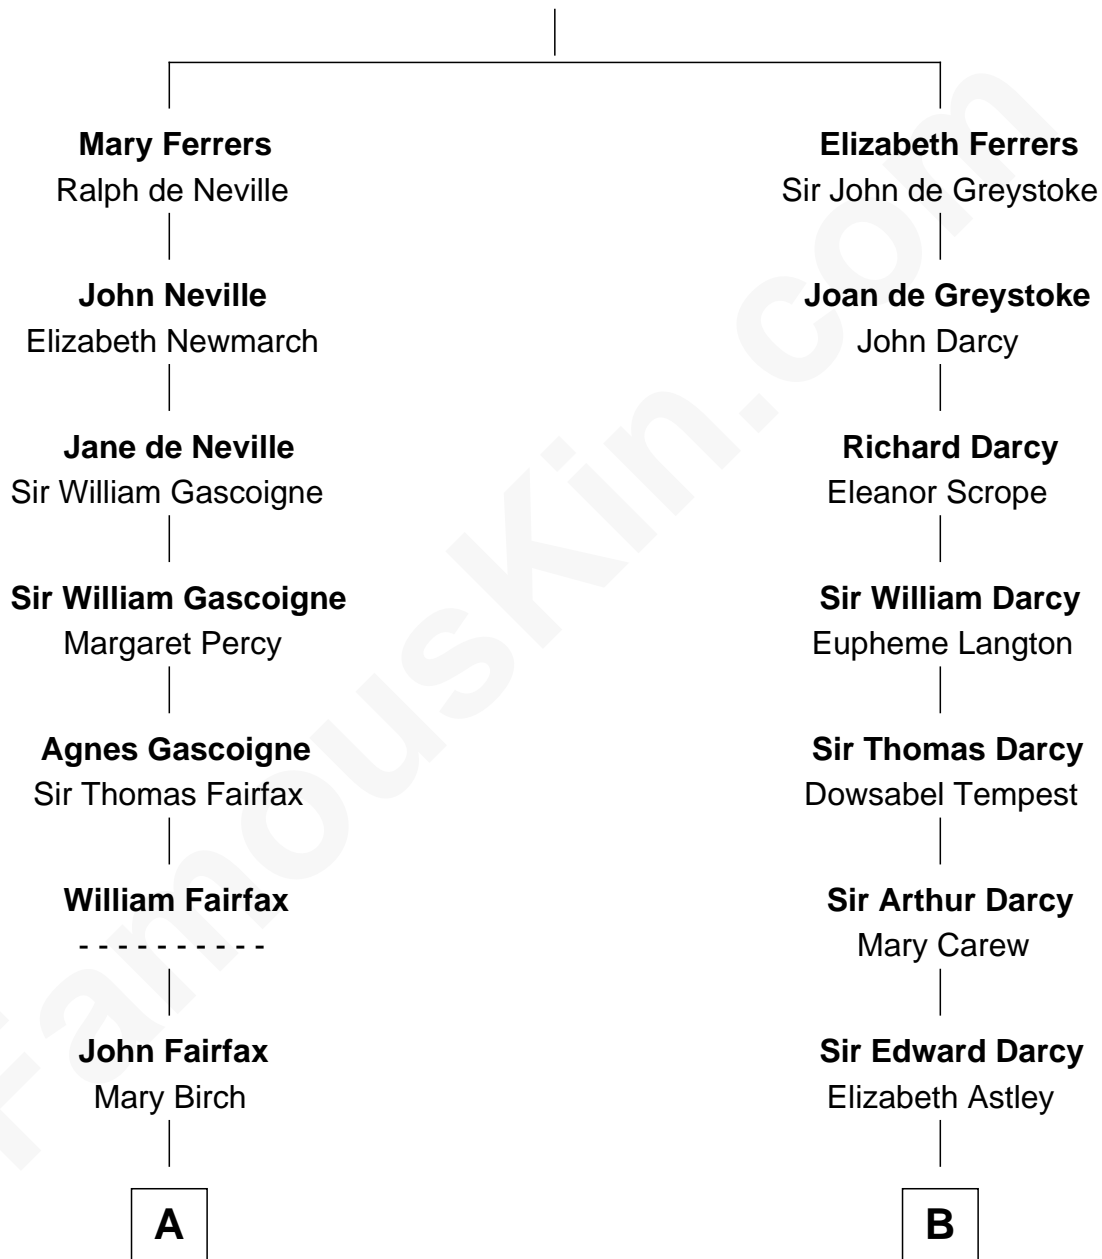 Mary Ferrers
Ralph de Neville
John Neville
Elizabeth Newmarch
Jane de Neville
Sir William Gascoigne
Sir William Gascoigne
Margaret Percy
Agnes Gascoigne
Sir Thomas Fairfax
William Fairfax
- - - - - - - - - -
John Fairfax
Mary Birch
A
Elizabeth Ferrers
Sir John de Greystoke
Joan de Greystoke
John Darcy
Richard Darcy
Eleanor Scrope
Sir William Darcy
Eupheme Langton
Sir Thomas Darcy
Dowsabel Tempest
Sir Arthur Darcy
Mary Carew
Sir Edward Darcy
Elizabeth Astley
B
FamousKin.com